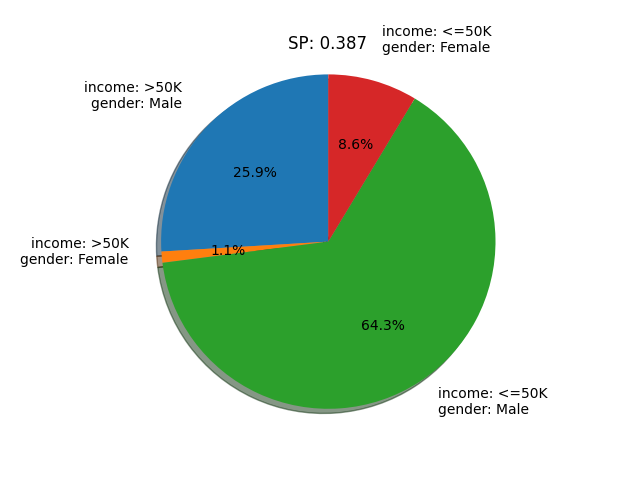 SP: 0.387
income: <=50K
gender: Female
income: >50K
gender: Male
8.6%
25.9%
income: >50K
gender: Female
1.1%
64.3%
income: <=50K
gender: Male